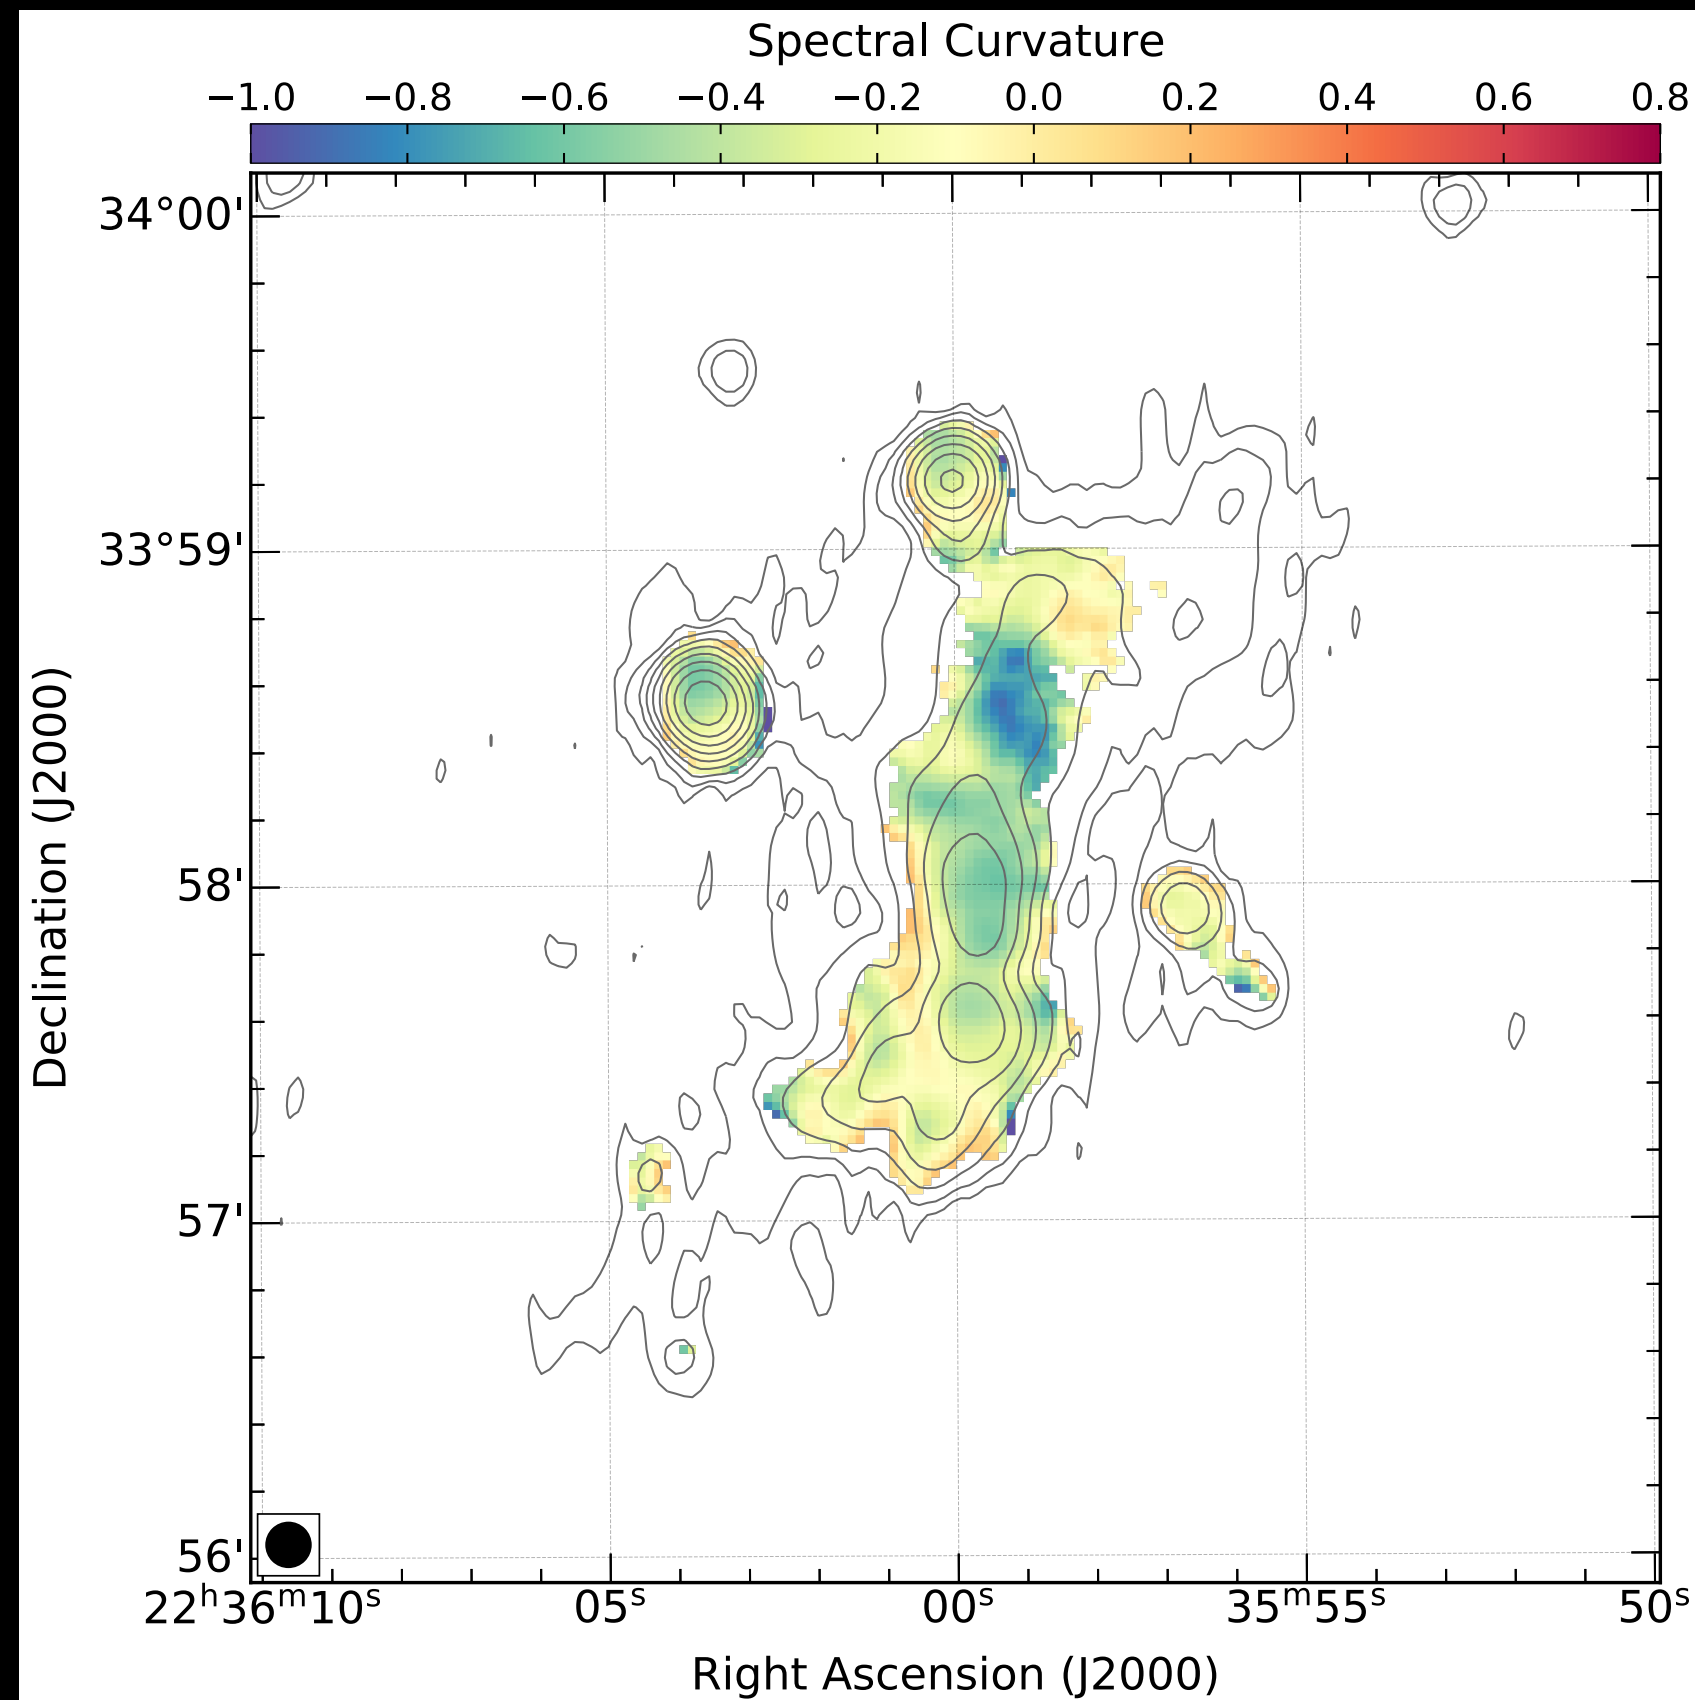 Spectral Curvature
−1.0 −0.8 −0.6 −0.4 −0.2 0.0 0.2 0.4 0.6 0.8
34°00'
33°59'
58'
57'
56'
Declination (J2000)
22ʰ36ᵐ10ˢ 05ˢ 00ˢ 35ᵐ55ˢ 50ˢ
Right Ascension (J2000)